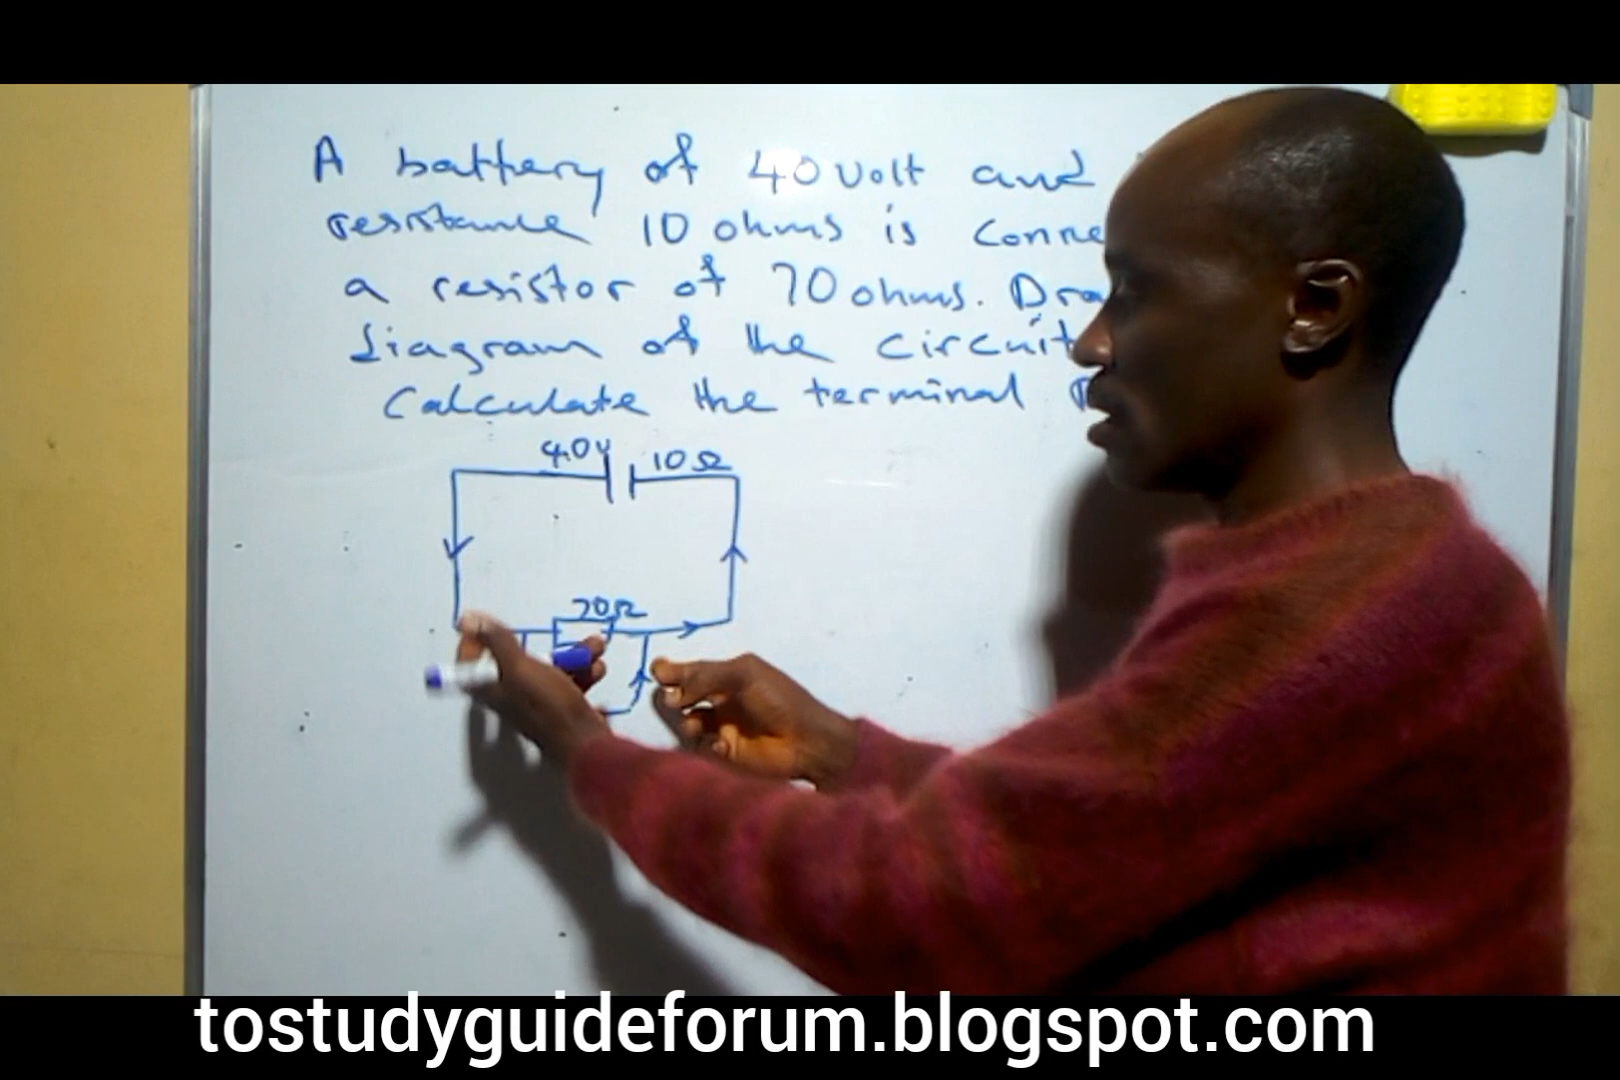 A battery of 40 volt and
resistance 10 ohms is conne
a resistor of 70 ohms. Dra
diagram of the circuit
Calculate the terminal
40V 10Ω
70Ω
tostudyguideforum.blogspot.com